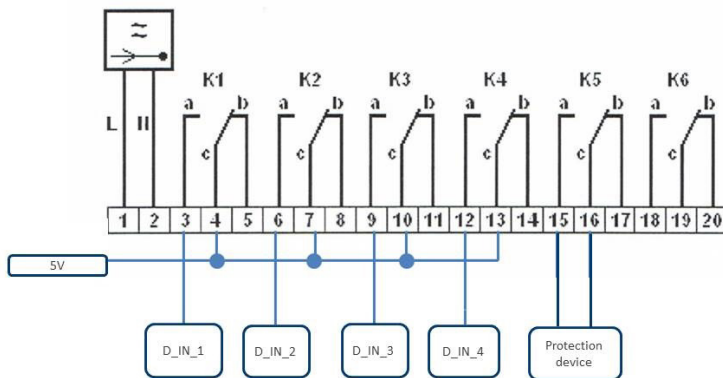 K1 K2 K3 K4 K5 K6
a b a b a b a b a b a b
L II
c c c c c c
1 2 3 4 5 6 7 8 9 10 11 12 13 14 15 16 17 18 19 20
5V
D_IN_1 D_IN_2 D_IN_3 D_IN_4 Protection
device